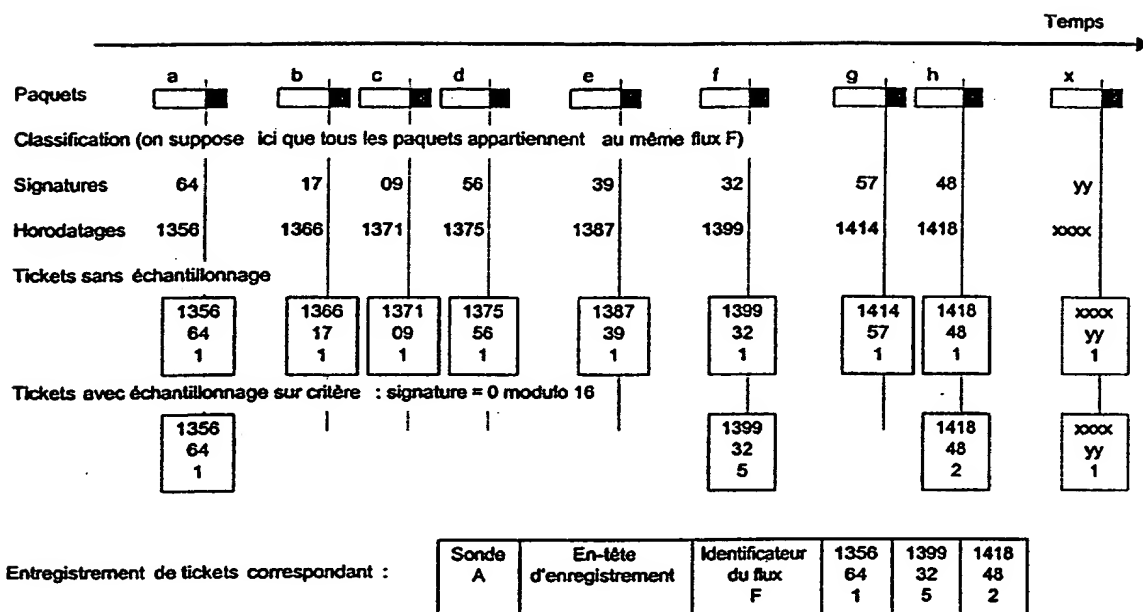 Temps
a b c d e f g h x
Paquets
Classification (on suppose ici que tous les paquets appartiennent au même flux F)
Signatures 64 17 09 56 39 32 57 48 yy
Horodatages 1356 1366 1371 1375 1387 1399 1414 1418 xxxx
Tickets sans échantillonnage
1356 1366 1371 1375 1387 1399 1414 1418 xxxx
64 17 09 56 39 32 57 48 yy
1 1 1 1 1 1 1 1 1
Tickets avec échantillonnage sur critère : signature = 0 modulo 16
1356 1399 1418 xxxx
64 32 48 yy
1 5 2 1
Sonde En-tête Identificateur 1356 1399 1418
Entregistrement de tickets correspondant : A d'enregistrement du flux 64 32 48
F 1 5 2